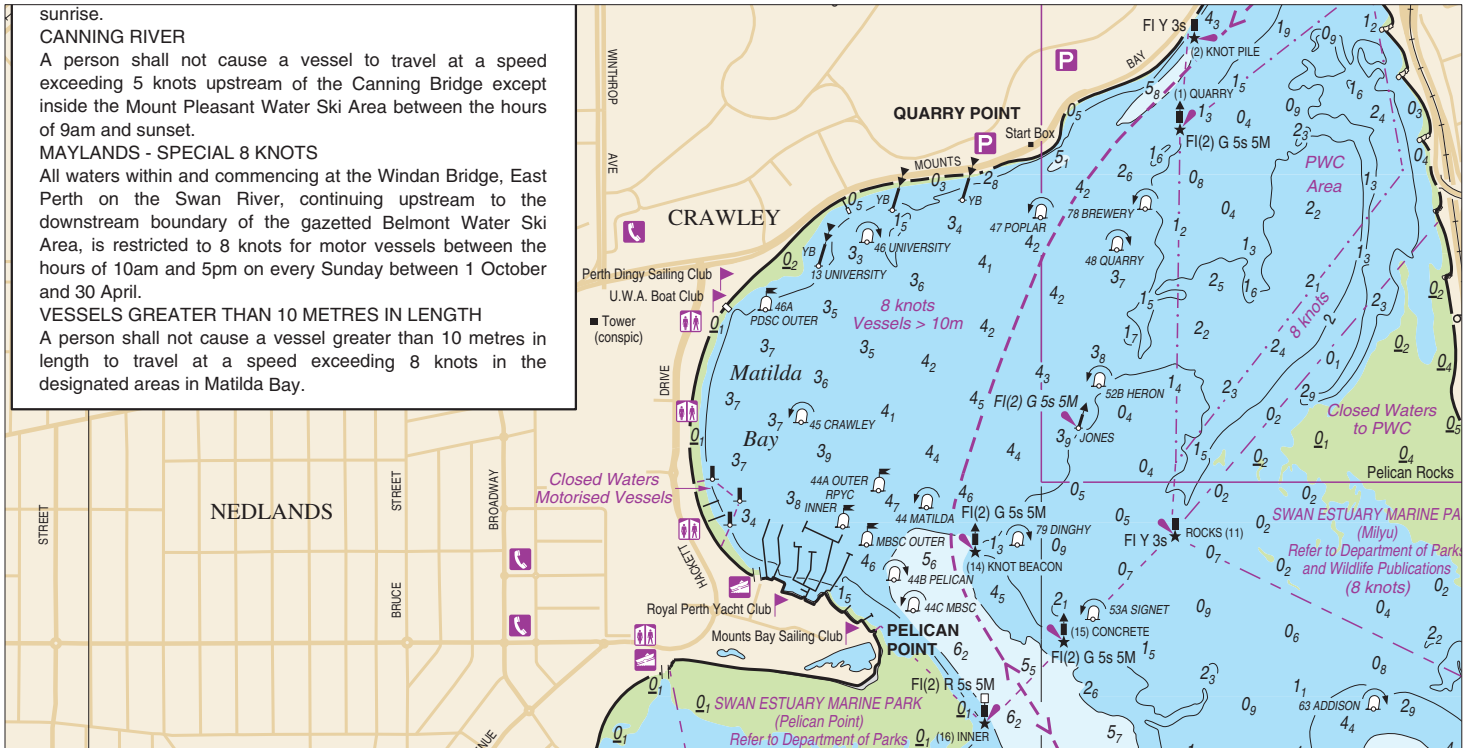 sunrise.
CANNING RIVER
A person shall not cause a vessel to travel at a speed
exceeding 5 knots upstream of the Canning Bridge except
inside the Mount Pleasant Water Ski Area between the hours
of 9am and sunset.
MAYLANDS - SPECIAL 8 KNOTS
All waters within and commencing at the Windan Bridge, East
Perth on the Swan River, continuing upstream to the
downstream boundary of the gazetted Belmont Water Ski
Area, is restricted to 8 knots for motor vessels between the
hours of 10am and 5pm on every Sunday between 1 October
and 30 April.
VESSELS GREATER THAN 10 METRES IN LENGTH
A person shall not cause a vessel greater than 10 metres in
length to travel at a speed exceeding 8 knots in the
designated areas in Matilda Bay.
WINTHROP
AVE
Fl Y 3s
(2) KNOT PILE
BAY
P
(1) QUARRY
Fl(2) G 5s 5M
QUARRY POINT
Start Box
P
MOUNTS
PWC
Area
CRAWLEY
YB
YB
YB
46 UNIVERSITY
13 UNIVERSITY
47 POPLAR
78 BREWERY
48 QUARRY
Perth Dingy Sailing Club
U.W.A. Boat Club
46A
PDSC OUTER
Tower
(conspic)
8 knots
Vessels > 10m
8 knots
DRIVE
Matilda
Bay
45 CRAWLEY
52B HERON
Fl(2) G 5s 5M
JONES
Closed Waters
to PWC
Pelican Rocks
Closed Waters
Motorised Vessels
44A OUTER
RPYC
INNER
MBSC OUTER
44 MATILDA
Fl(2) G 5s 5M
79 DINGHY
(14) KNOT BEACON
44B PELICAN
44C MBSC
Fl Y 3s
ROCKS (11)
SWAN ESTUARY MARINE PA
(Milyu)
Refer to Department of Parks
and Wildlife Publications
(8 knots)
53A SIGNET
(15) CONCRETE
Fl(2) G 5s 5M
NEDLANDS
STREET
STREET
BROADWAY
BRUCE
HACKETT
Royal Perth Yacht Club
Mounts Bay Sailing Club
PELICAN
POINT
Fl(2) R 5s 5M
(16) INNER
63 ADDISON
SWAN ESTUARY MARINE PARK
(Pelican Point)
Refer to Department of Parks